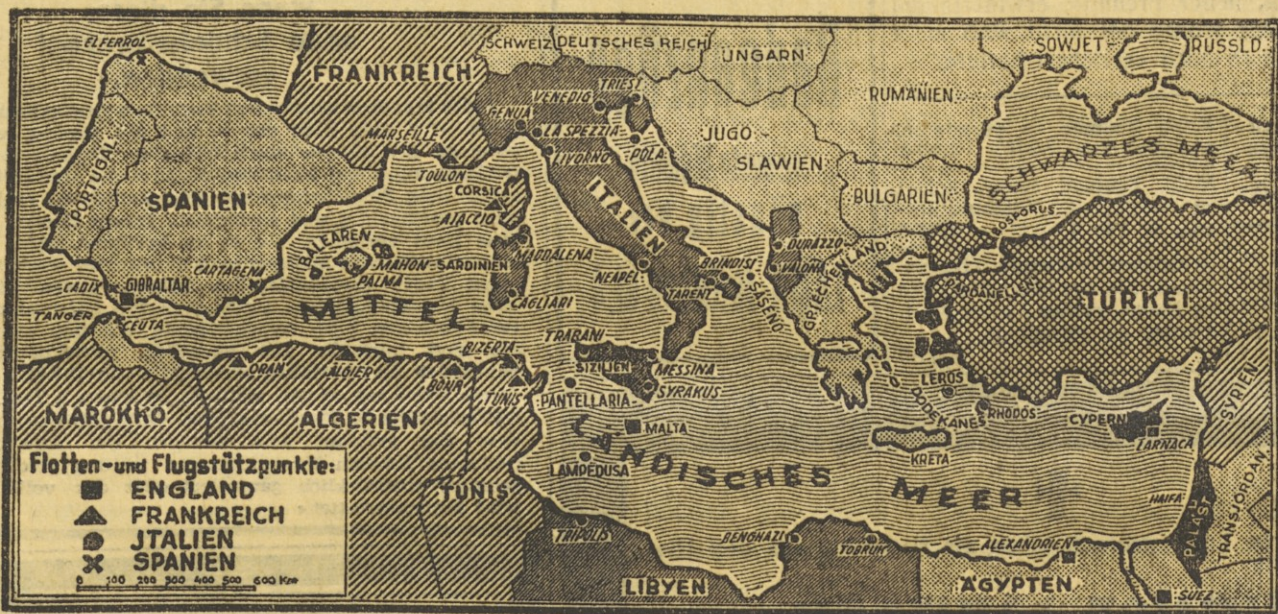 EL FERROL
FRANKREICH
SCHWEIZ
DEUTSCHES REICH
UNGARN
SOWJET-
RUSSLD.
RUMÄNIEN
VENEDIG
TRIEST
GENUA
LA SPEZZIA
LIVORNO
POLA
JUGO-
SLAWIEN
MARSEILLE
TOULON
CORSICA
AJACCIO
ITALIEN
BULGARIEN
SCHWARZES MEER
BOSPORUS
PORTUGAL
SPANIEN
BALEAREN
MAHON
PALMA
SARDINIEN
MADDALENA
CAGLIARI
NEAPEL
BRINDISI
TARENT
SASENO
DURAZZO
VALONA
GRIECHENLAND
DARDANELLEN
TÜRKEI
CARTAGENA
CADIX
GIBRALTAR
TANGER
CEUTA
MITTEL-
LÄNDISCHES MEER
ORAN
ALGIER
BONA
BIZERTA
TUNIS
TRABANI
SIZILIEN
MESSINA
SYRAKUS
PANTELLARIA
MALTA
LAMPEDUSA
LEROS
DODEKANES
RHODOS
KRETA
CYPERN
LARNACA
SYRIEN
HAIFA
PALÄST
TRANSJORDAN
MAROKKO
ALGERIEN
TUNIS
TRIPOLIS
BENGHAZI
TOBRUK
ALEXANDRIEN
LIBYEN
ÄGYPTEN
SUEZ
Flotten- und Flugstützpunkte:
ENGLAND
FRANKREICH
JTALIEN
SPANIEN
0 100 200 300 400 500 600 Km